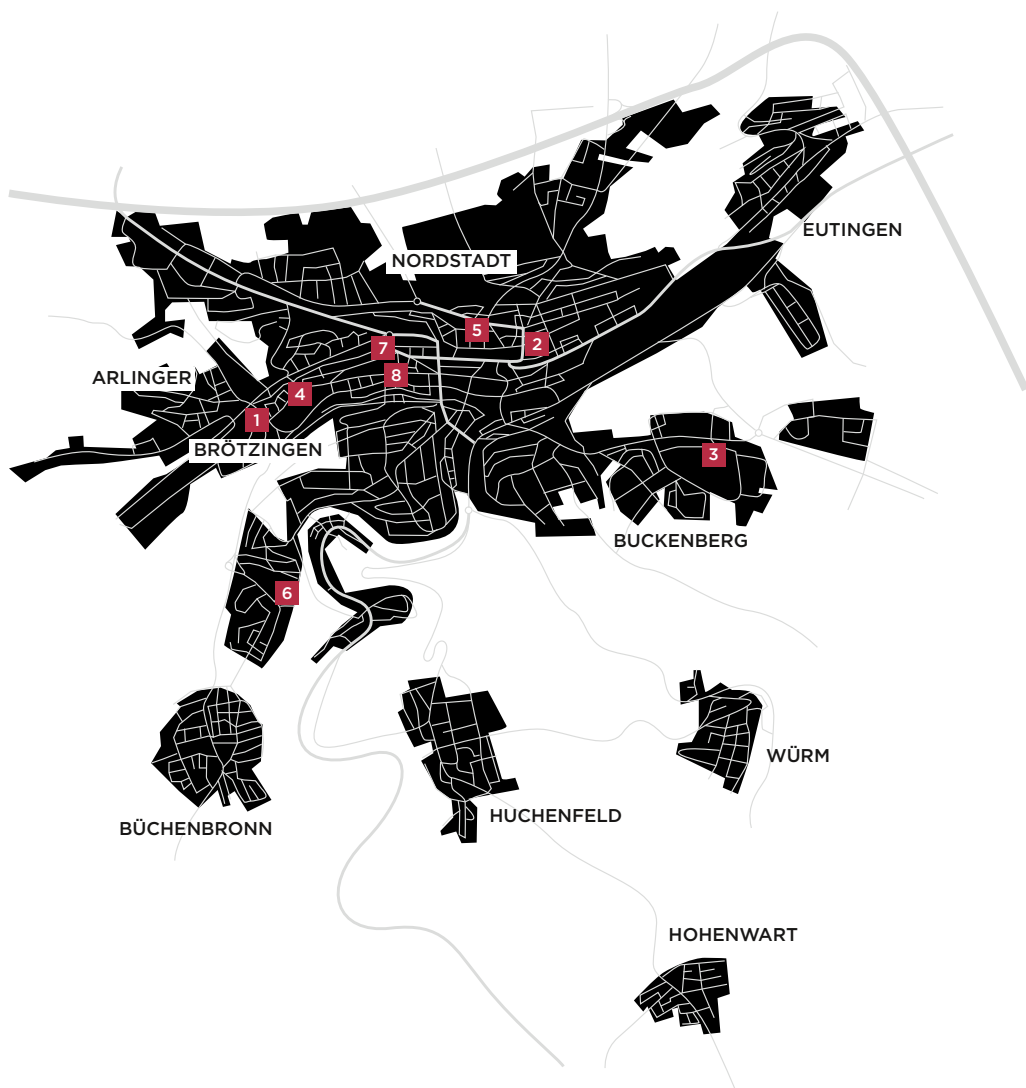 EUTINGEN
NORDSTADT
5
2
7
8
ARLINGER
4
1
BRÖTZINGEN
3
BUCKENBERG
6
WÜRM
HUCHENFELD
BÜCHENBRONN
HOHENWART